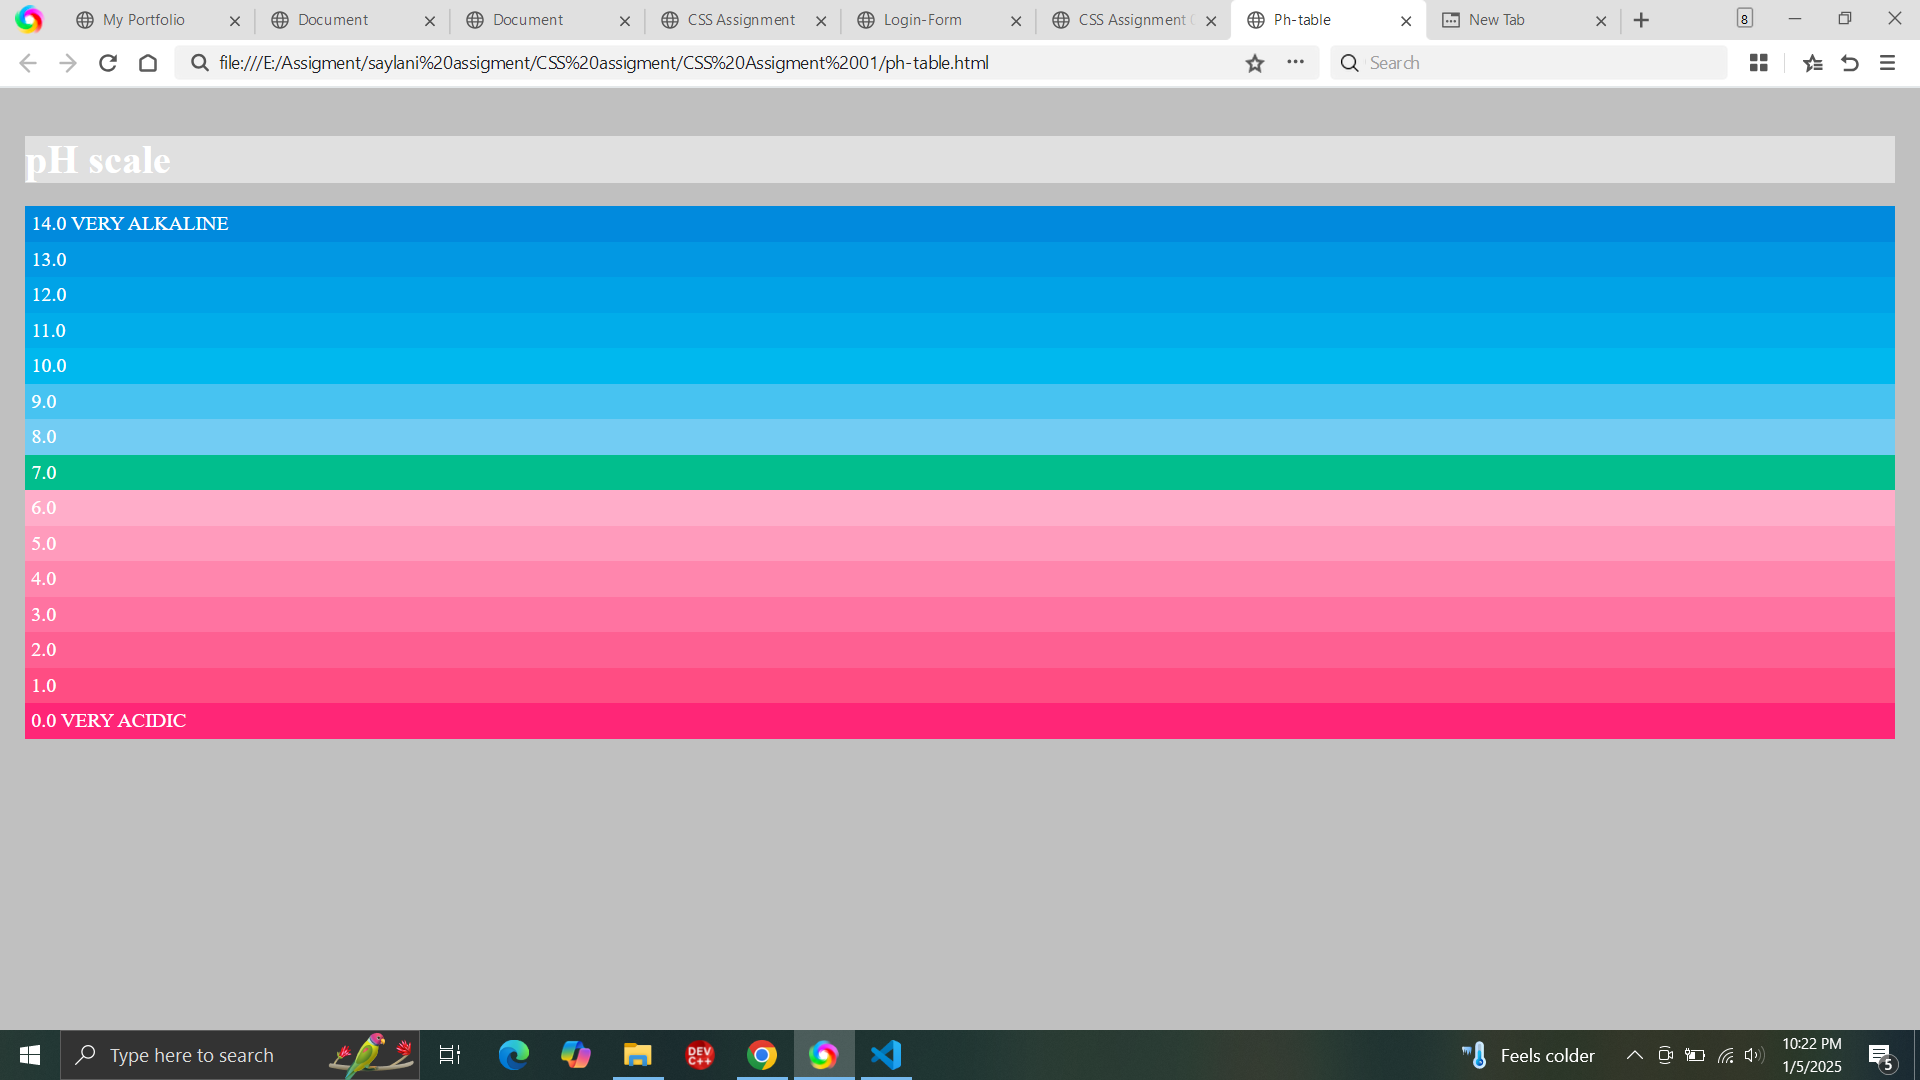 My Portfolio
Document
Document
CSS Assignment
Login-Form
CSS Assignment
Ph-table
New Tab
8
file:///E:/Assigment/saylani%20assigment/CSS%20assigment/CSS%20Assigment%2001/ph-table.html
Search
pH scale
14.0 VERY ALKALINE
13.0
12.0
11.0
10.0
9.0
8.0
7.0
6.0
5.0
4.0
3.0
2.0
1.0
0.0 VERY ACIDIC
Type here to search
DEV
C++
Feels colder
10:22 PM
1/5/2025
5